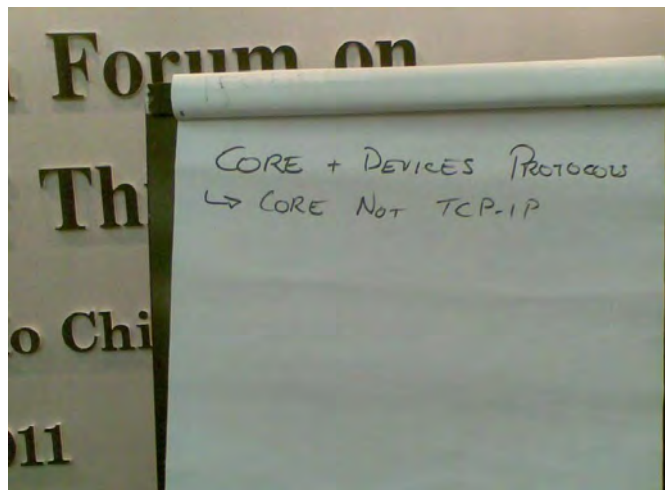 Forum on
Th
o Chi
011
CORE + DEVICES PROTOCOLS
↳ CORE NOT TCP-IP